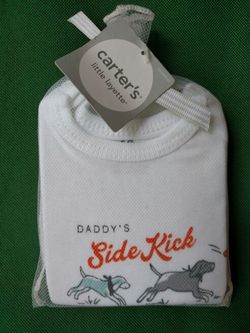 carter's
little layette
DADDY'S
Side Kick